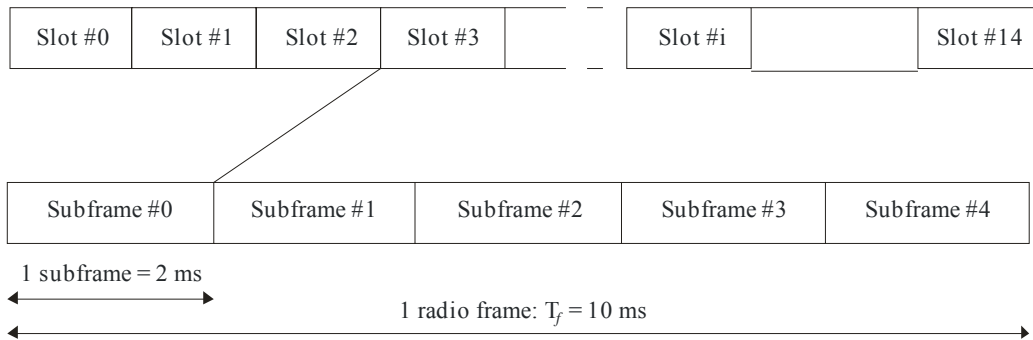 Slot #0 Slot #1 Slot #2 Slot #3 Slot #i Slot #14
Subframe #0 Subframe #1 Subframe #2 Subframe #3 Subframe #4
1 subframe = 2 ms
1 radio frame: Tf = 10 ms